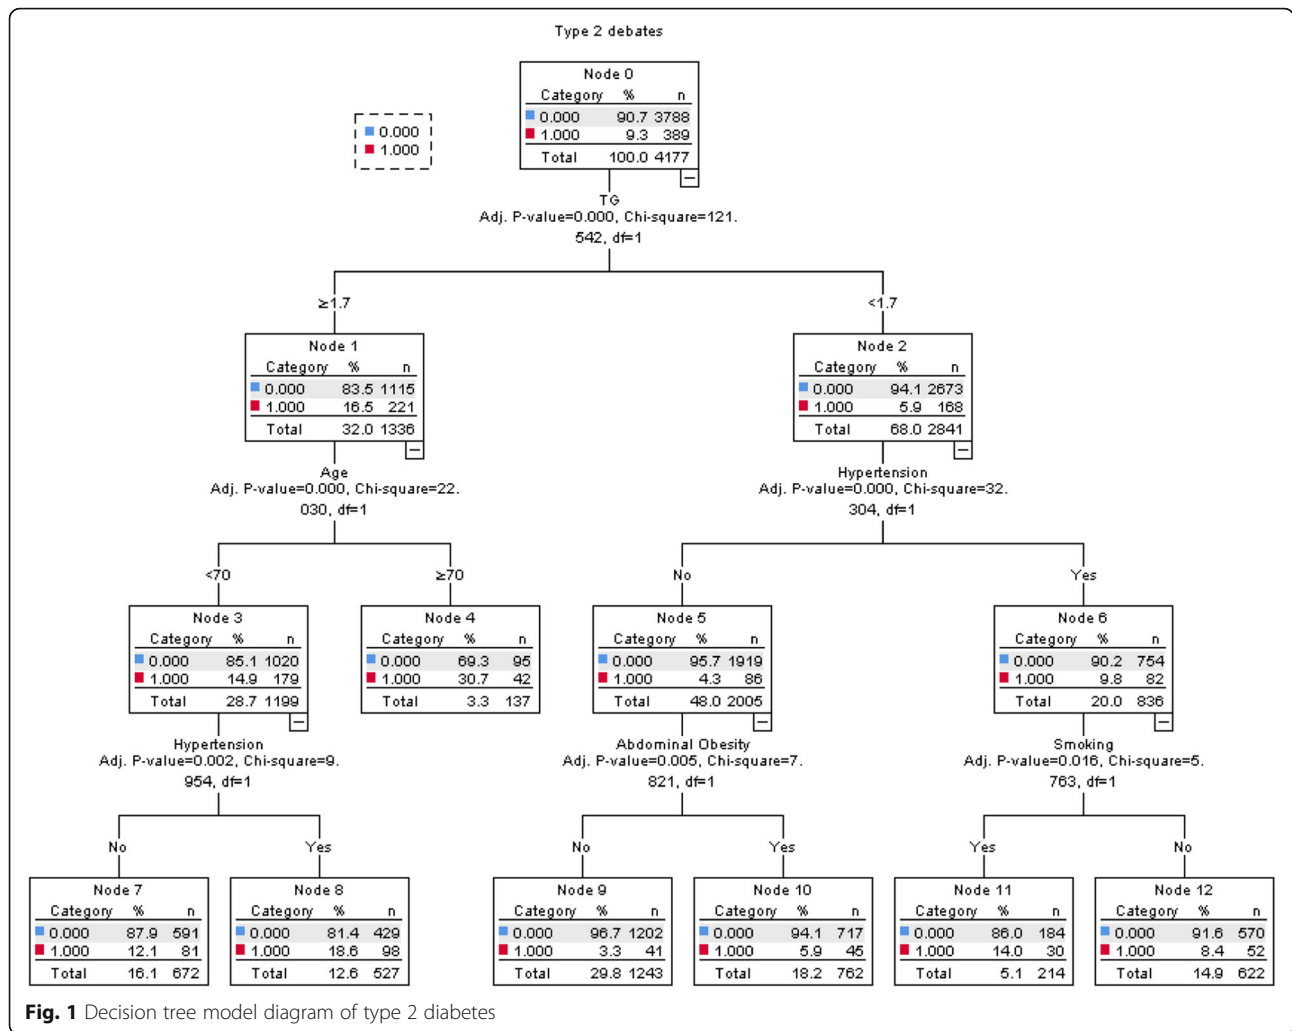 Type 2 debates
Node 0
Category % n
0.000 90.7 3788
1.000 9.3 389
Total 100.0 4177
0.000
1.000
TG
Adj. P-value=0.000, Chi-square=121.
542, df=1
≥1.7
<1.7
Node 1
Category % n
0.000 83.5 1115
1.000 16.5 221
Total 32.0 1336
Node 2
Category % n
0.000 94.1 2673
1.000 5.9 168
Total 68.0 2841
Age
Adj. P-value=0.000, Chi-square=22.
030, df=1
Hypertension
Adj. P-value=0.000, Chi-square=32.
304, df=1
<70
≥70
No
Yes
Node 3
Category % n
0.000 85.1 1020
1.000 14.9 179
Total 28.7 1199
Node 4
Category % n
0.000 69.3 95
1.000 30.7 42
Total 3.3 137
Node 5
Category % n
0.000 95.7 1919
1.000 4.3 86
Total 48.0 2005
Node 6
Category % n
0.000 90.2 754
1.000 9.8 82
Total 20.0 836
Hypertension
Adj. P-value=0.002, Chi-square=9.
954, df=1
Abdominal Obesity
Adj. P-value=0.005, Chi-square=7.
821, df=1
Smoking
Adj. P-value=0.016, Chi-square=5.
763, df=1
No
Yes
No
Yes
Yes
No
Node 7
Category % n
0.000 87.9 591
1.000 12.1 81
Total 16.1 672
Node 8
Category % n
0.000 81.4 429
1.000 18.6 98
Total 12.6 527
Node 9
Category % n
0.000 96.7 1202
1.000 3.3 41
Total 29.8 1243
Node 10
Category % n
0.000 94.1 717
1.000 5.9 45
Total 18.2 762
Node 11
Category % n
0.000 86.0 184
1.000 14.0 30
Total 5.1 214
Node 12
Category % n
0.000 91.6 570
1.000 8.4 52
Total 14.9 622
Fig. 1 Decision tree model diagram of type 2 diabetes